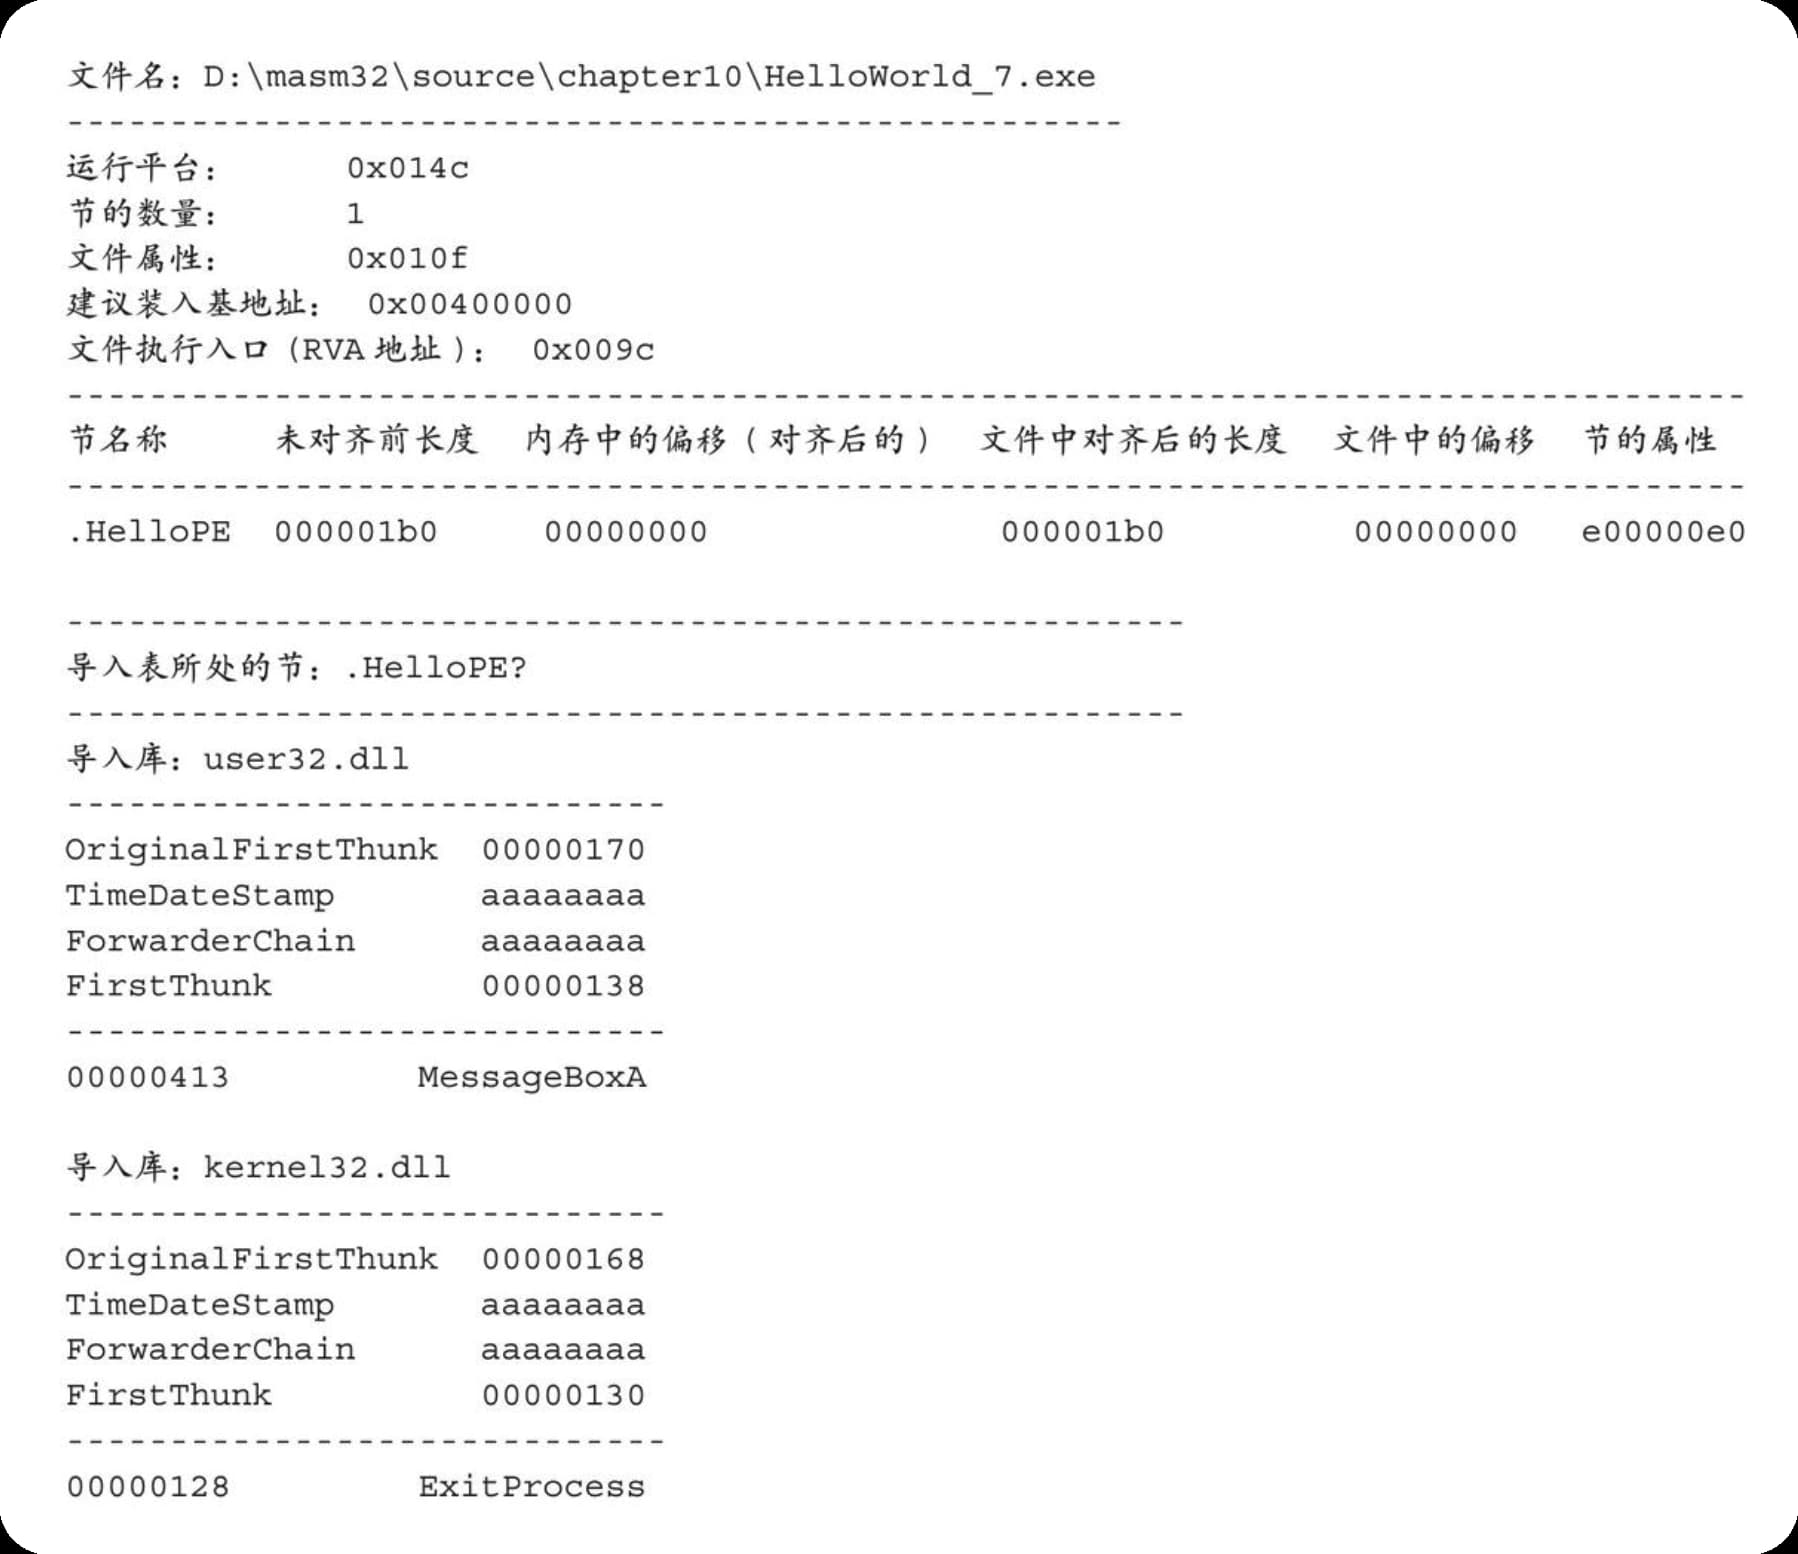 文件名：D:\masm32\source\chapter10\HelloWorld_7.exe
---------------------------------------------------
运行平台： 0x014c
节的数量： 1
文件属性： 0x010f
建议装入基地址： 0x00400000
文件执行入口（RVA 地址）： 0x009c
---------------------------------------------------------------------------------
节名称 未对齐前长度 内存中的偏移（对齐后的） 文件中对齐后的长度 文件中的偏移 节的属性
---------------------------------------------------------------------------------
.HelloPE 000001b0 00000000 000001b0 00000000 e00000e0
------------------------------------------------------
导入表所处的节：.HelloPE?
------------------------------------------------------
导入库：user32.dll
-----------------------------
OriginalFirstThunk 00000170
TimeDateStamp aaaaaaaa
ForwarderChain aaaaaaaa
FirstThunk 00000138
-----------------------------
00000413 MessageBoxA
导入库：kernel32.dll
-----------------------------
OriginalFirstThunk 00000168
TimeDateStamp aaaaaaaa
ForwarderChain aaaaaaaa
FirstThunk 00000130
-----------------------------
00000128 ExitProcess